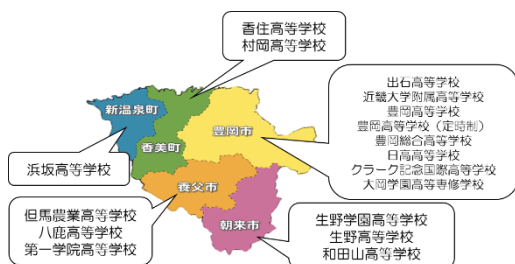 香住高等学校
村岡高等学校
出石高等学校
近畿大学附属高等学校
豊岡高等学校
豊岡高等学校（定時制）
豊岡総合高等学校
日高高等学校
クラーク記念国際高等学校
大岡学園高等専修学校
新温泉町
香美町
豊岡市
養父市
朝来市
浜坂高等学校
但馬農業高等学校
八鹿高等学校
第一学院高等学校
生野学園高等学校
生野高等学校
和田山高等学校